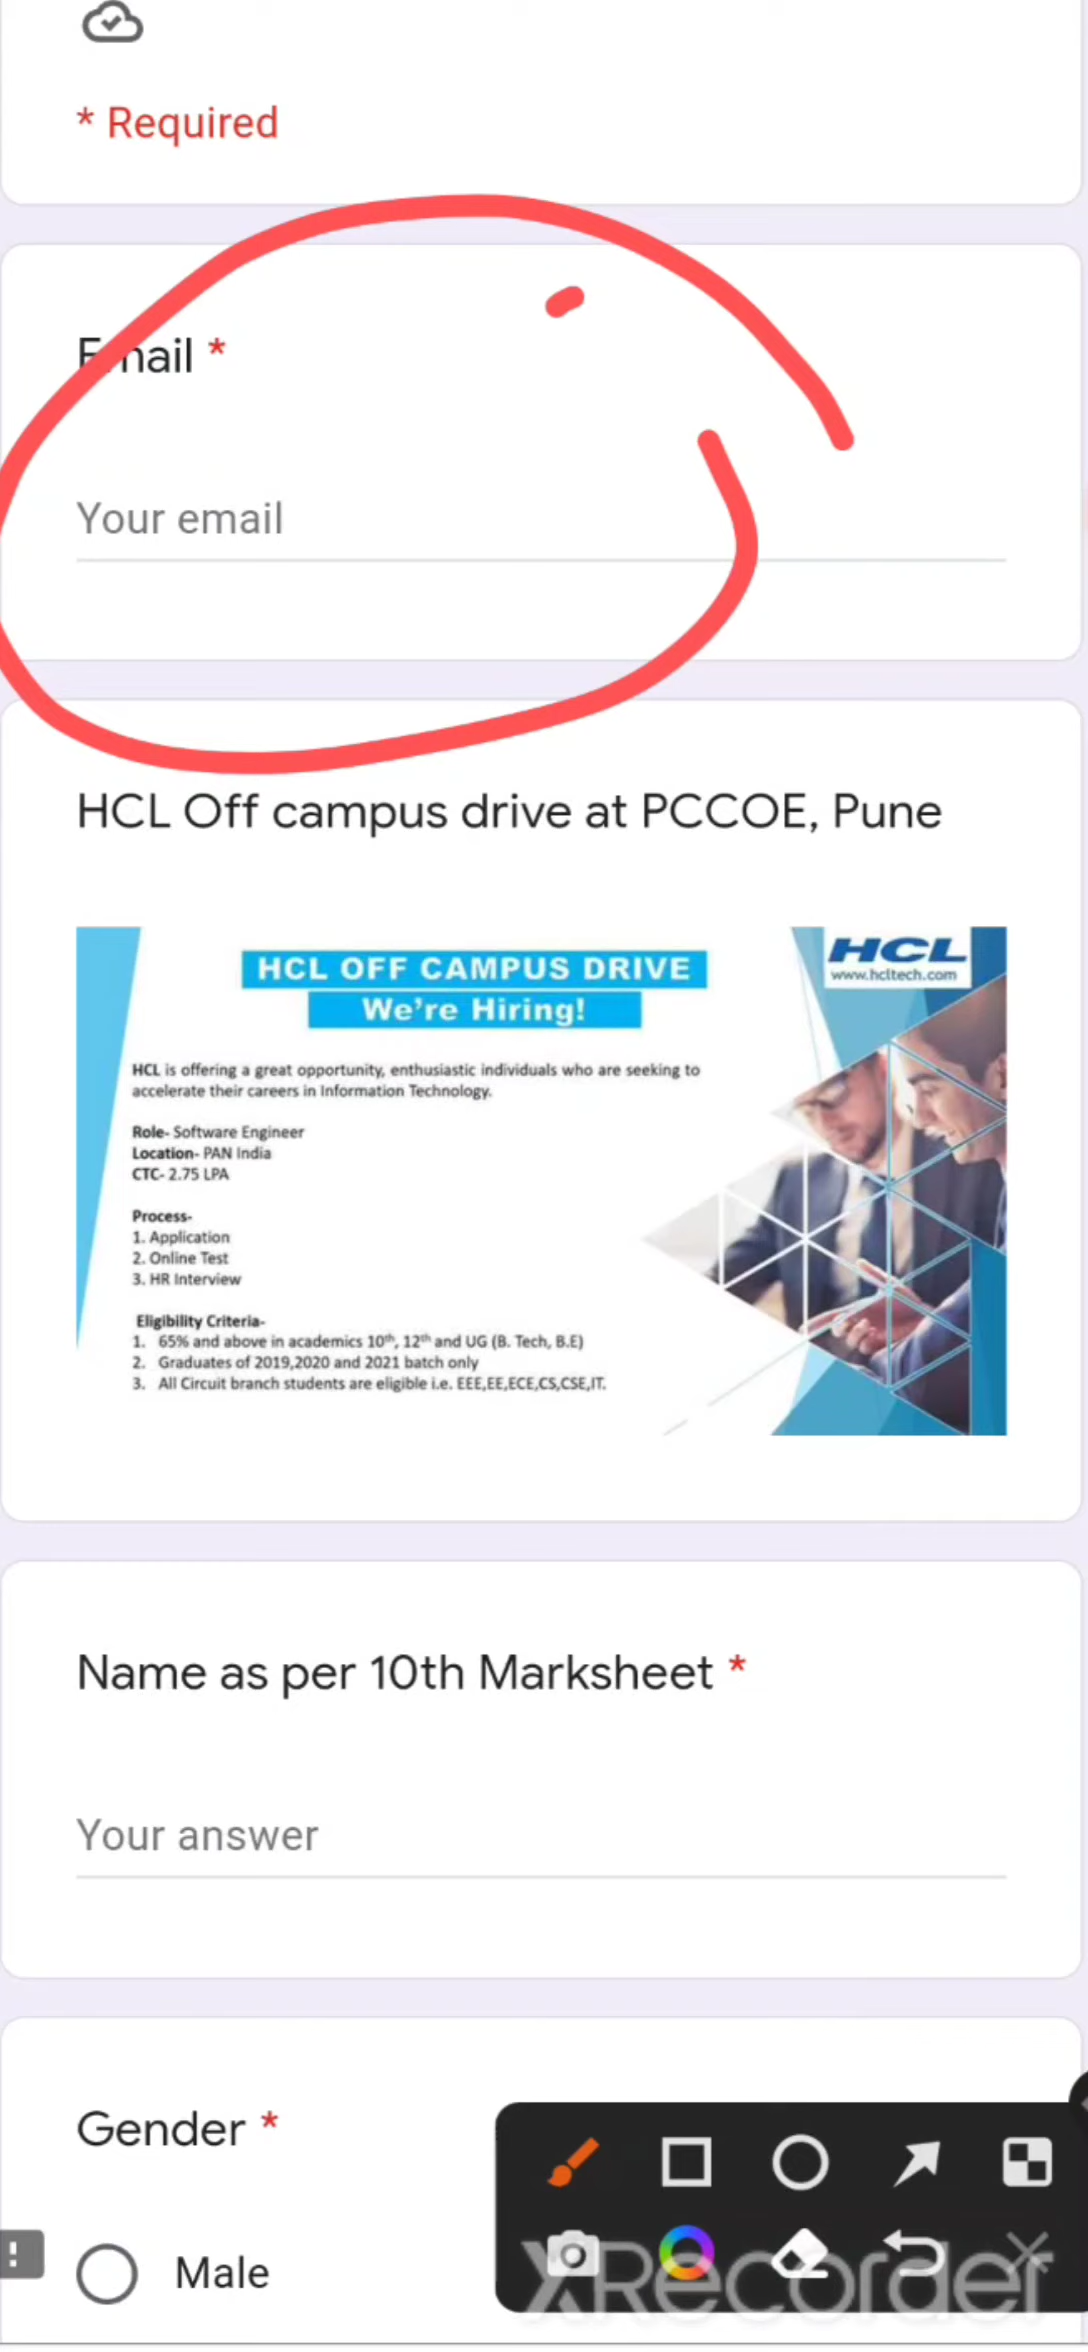 * Required
Email *
Your email
HCL Off campus drive at PCCOE, Pune
HCL OFF CAMPUS DRIVE
We're Hiring!
HCL
www.hcltech.com
HCL is offering a great opportunity, enthusiastic individuals who are seeking to
accelerate their careers in Information Technology.
Role- Software Engineer
Location- PAN India
CTC- 2.75 LPA
Process-
1. Application
2. Online Test
3. HR Interview
Eligibility Criteria-
1. 65% and above in academics 10th, 12th and UG (B. Tech, B.E)
2. Graduates of 2019,2020 and 2021 batch only
3. All Circuit branch students are eligible i.e. EEE,EE,ECE,CS,CSE,IT.
Name as per 10th Marksheet *
Your answer
Gender *
Male
XRecorder